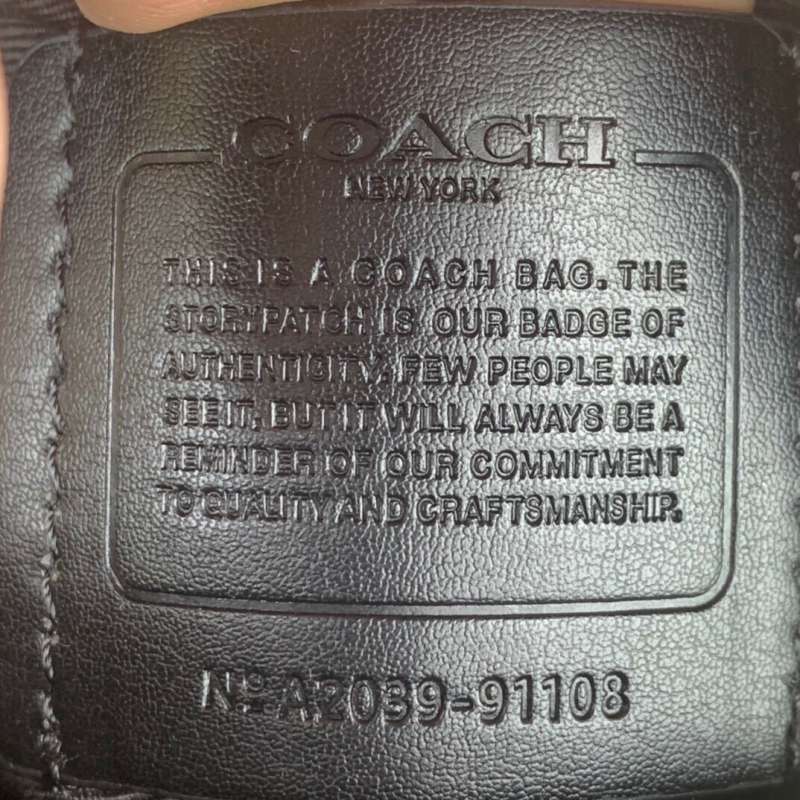 COACH
NEW YORK
THIS IS A COACH BAG. THE
STORYPATCH IS OUR BADGE OF
AUTHENTICITY. FEW PEOPLE MAY
SEE IT, BUT IT WILL ALWAYS BE A
REMINDER OF OUR COMMITMENT
TO QUALITY AND CRAFTSMANSHIP.
Nº A2039-91108